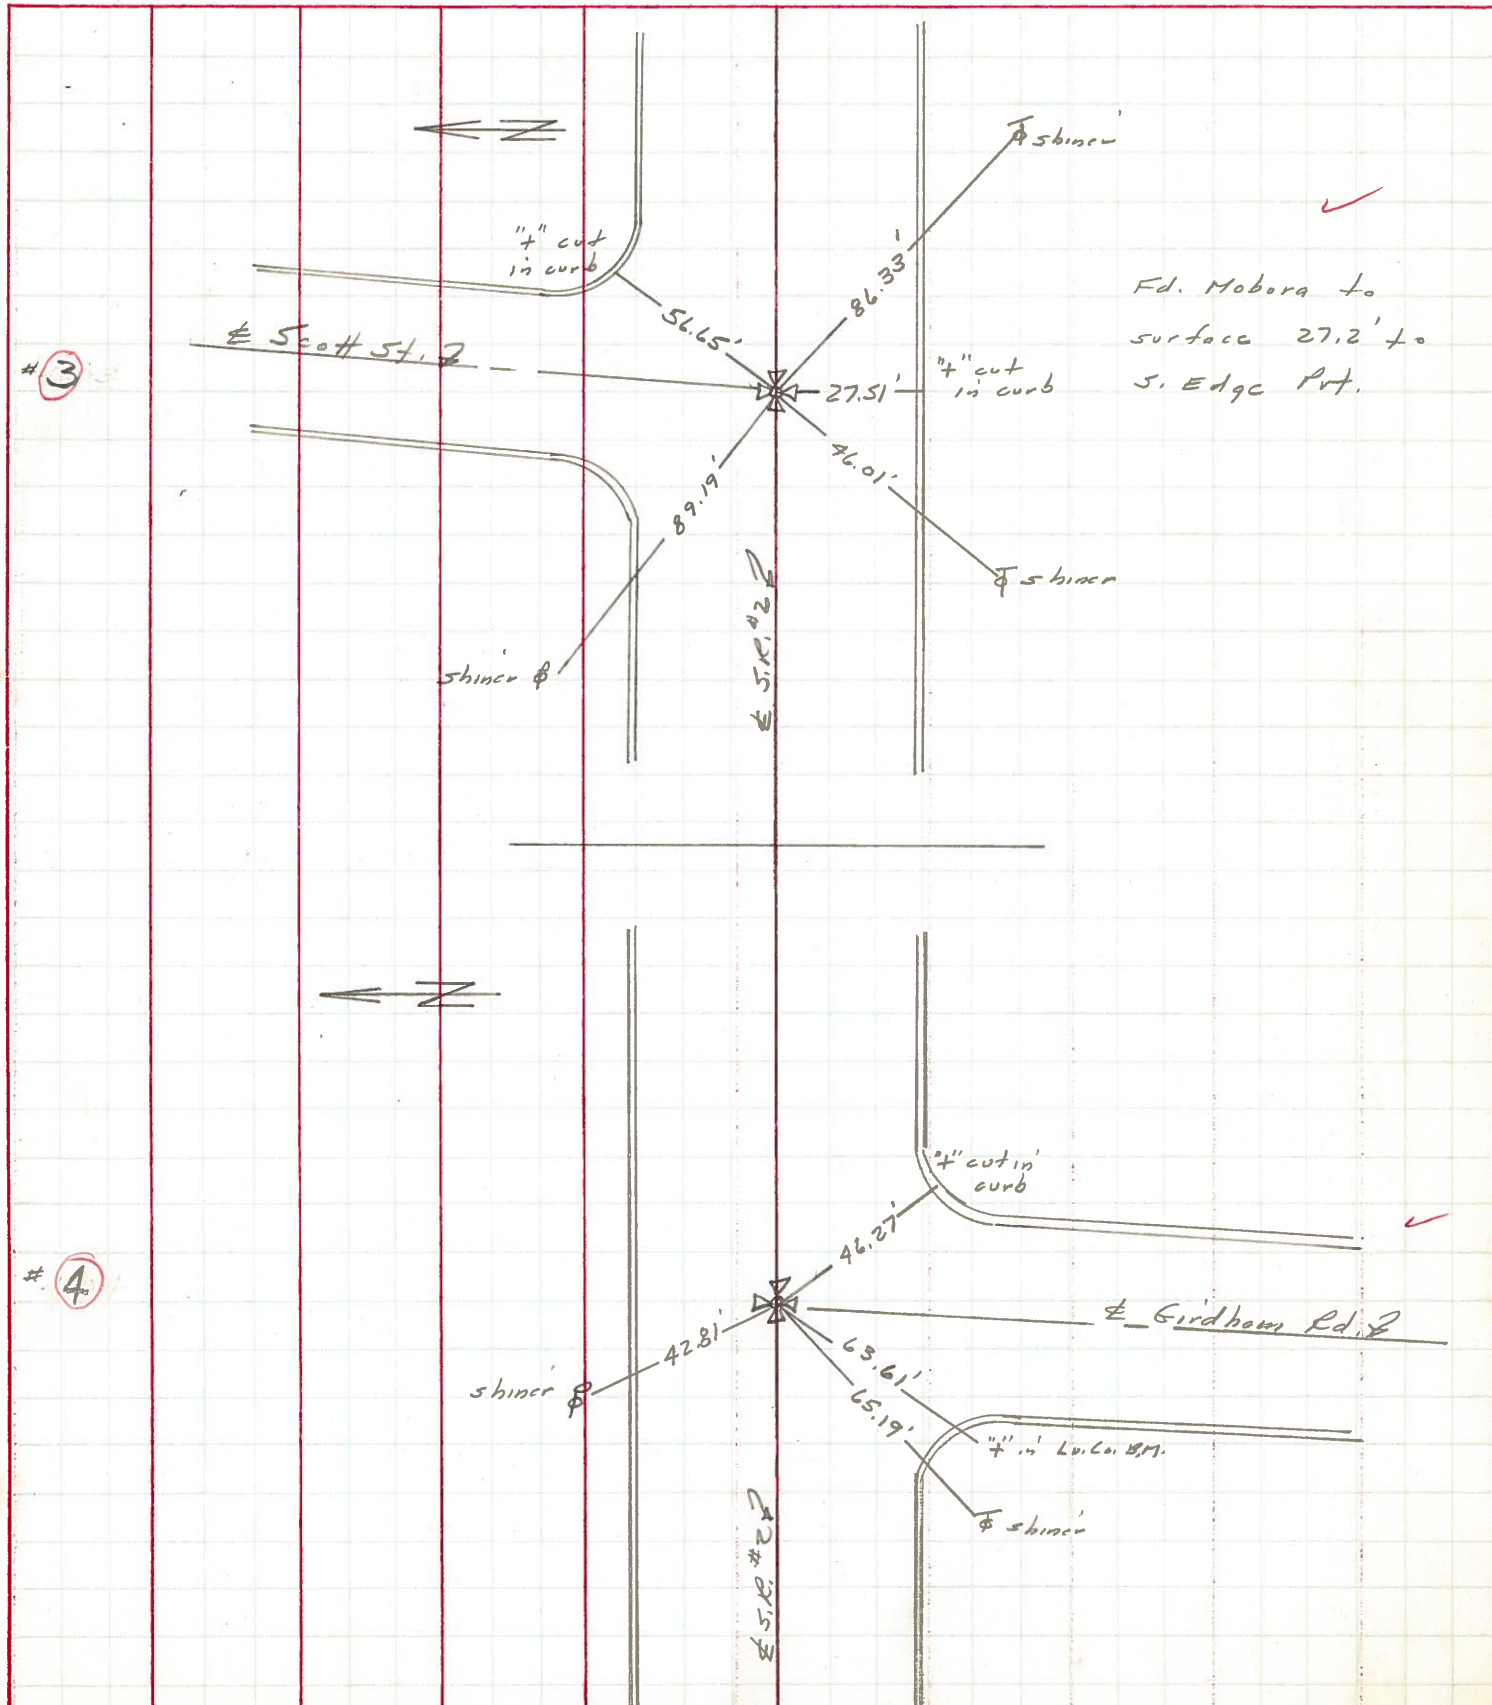 N
shiner
"+" cut
in curb
86.33'
56.65'
Fd. Mobora to
surface 27.2' to
S. Edge Pvt.
℄ Scott St.
#3
27.51'
"+" cut
in curb
46.01'
89.19'
shiner
shiner
℄ S.R. #2
N
"+" cut in
curb
46.27'
#4
℄ Girdham Rd.
42.81'
63.61'
65.19'
shiner
"+" in Lu. Co. B.M.
shiner
℄ S.R. #2